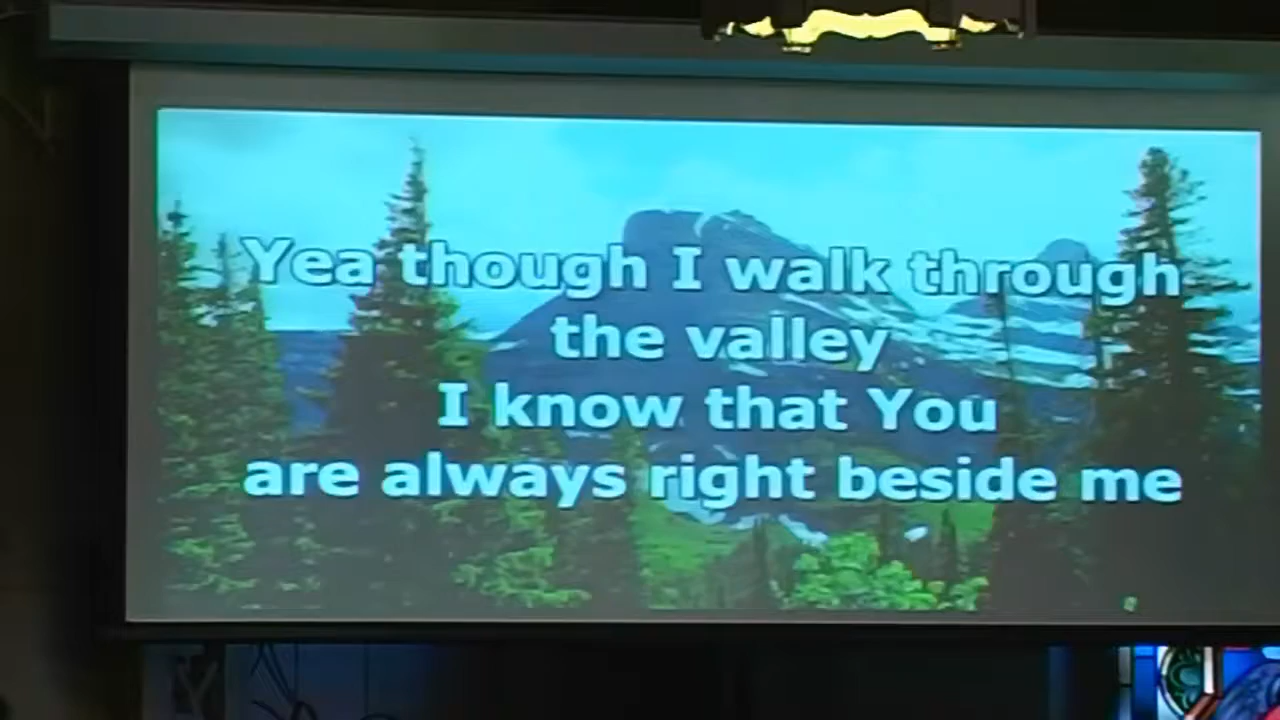 Yea though I walk through
the valley
I know that You
are always right beside me